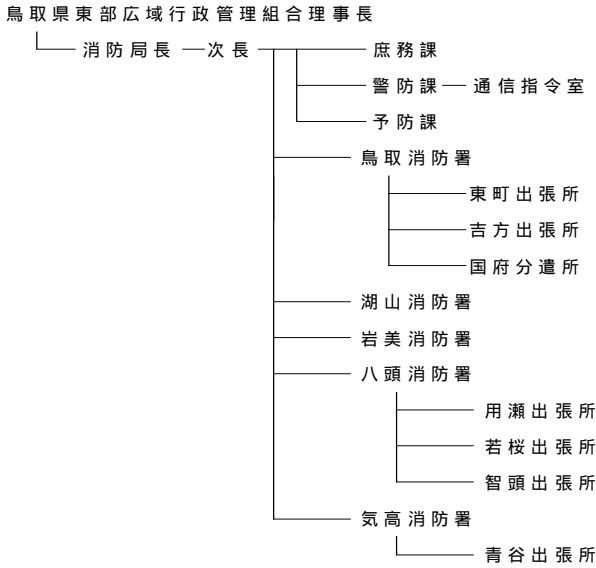 鳥取県東部広域行政管理組合理事長
消防局長 次長 庶務課
警防課 通信指令室
予防課
鳥取消防署
東町出張所
吉方出張所
国府分遣所
湖山消防署
岩美消防署
八頭消防署
用瀬出張所
若桜出張所
智頭出張所
気高消防署
青谷出張所